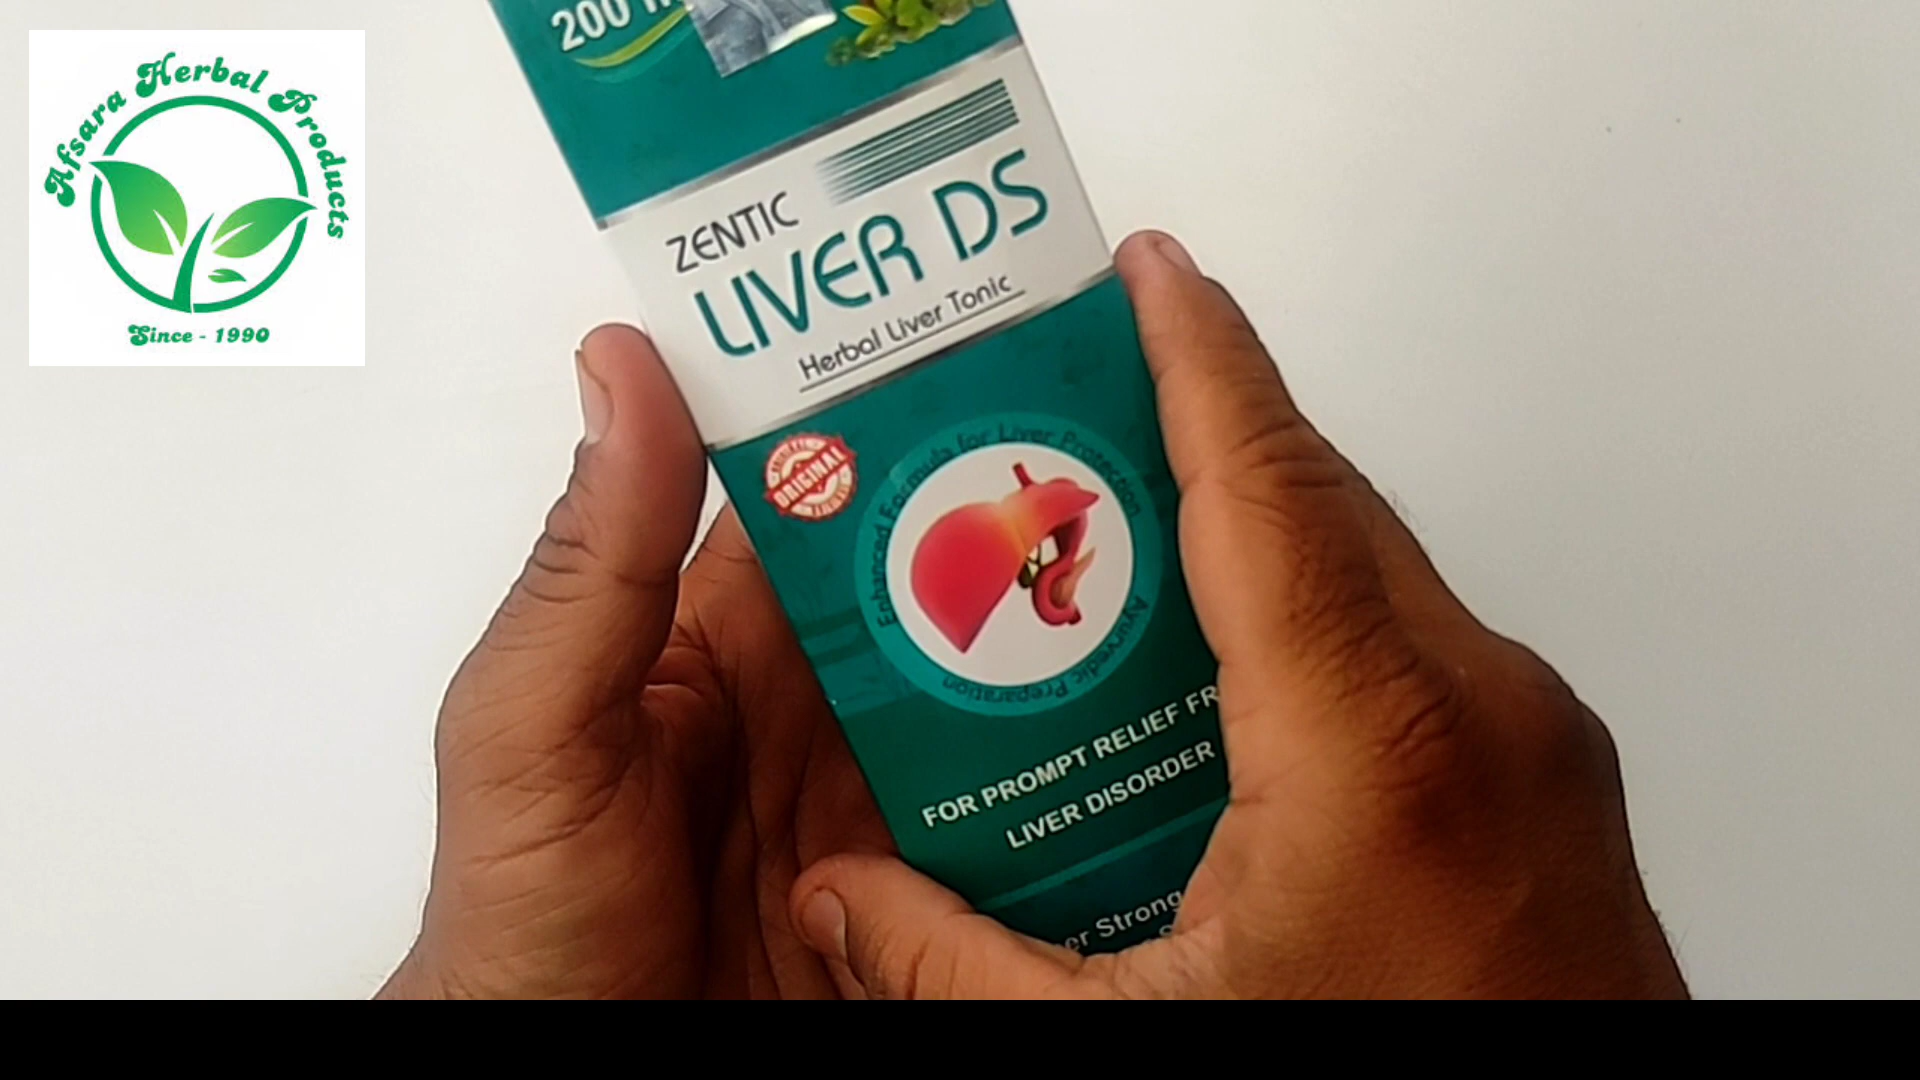 Afsara Herbal Products
Since - 1990
200
ZENTIC
LIVER DS
Herbal Liver Tonic
ORIGINAL
Enhanced Formula for Liver Protection
Ayurvedic Preparation
FOR PROMPT RELIEF
LIVER DISORDER
Strong